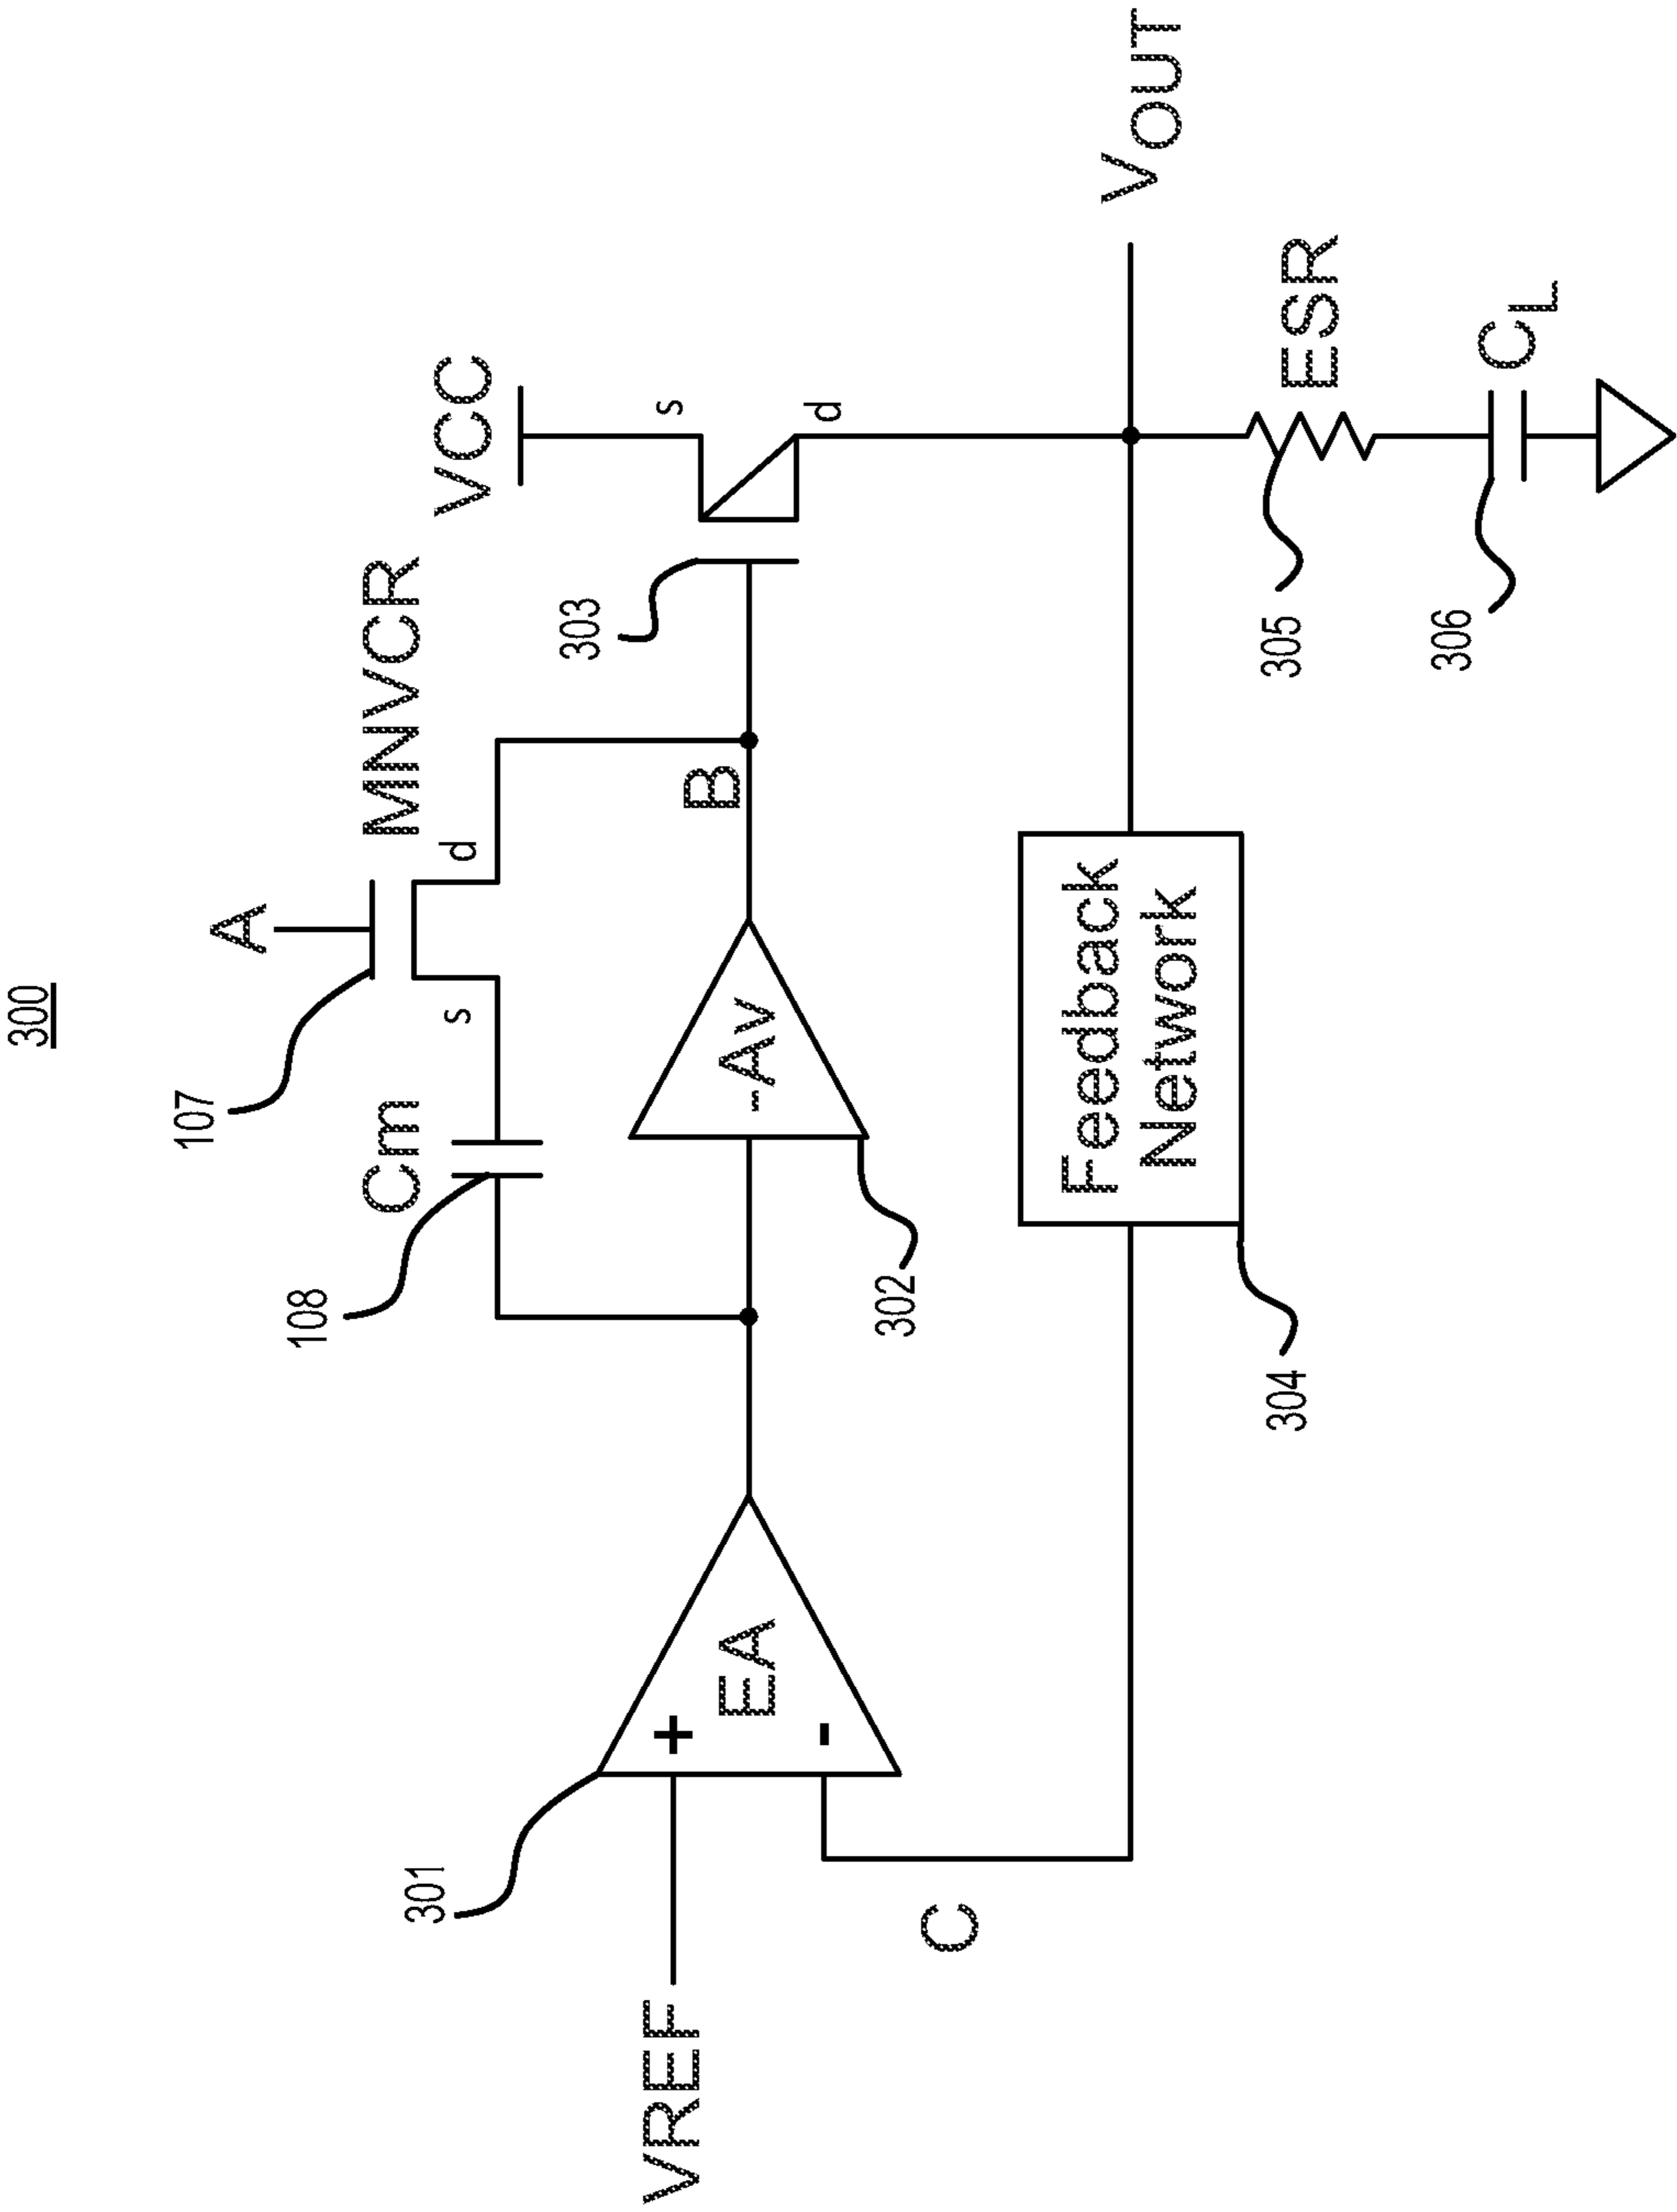 300
A
107
MNVCR
Cm
s
d
VCC
108
s
303
d
B
-Av
301
+
EA
-
VREF
302
C
Feedback
Network
VOUT
304
305
ESR
306
CL